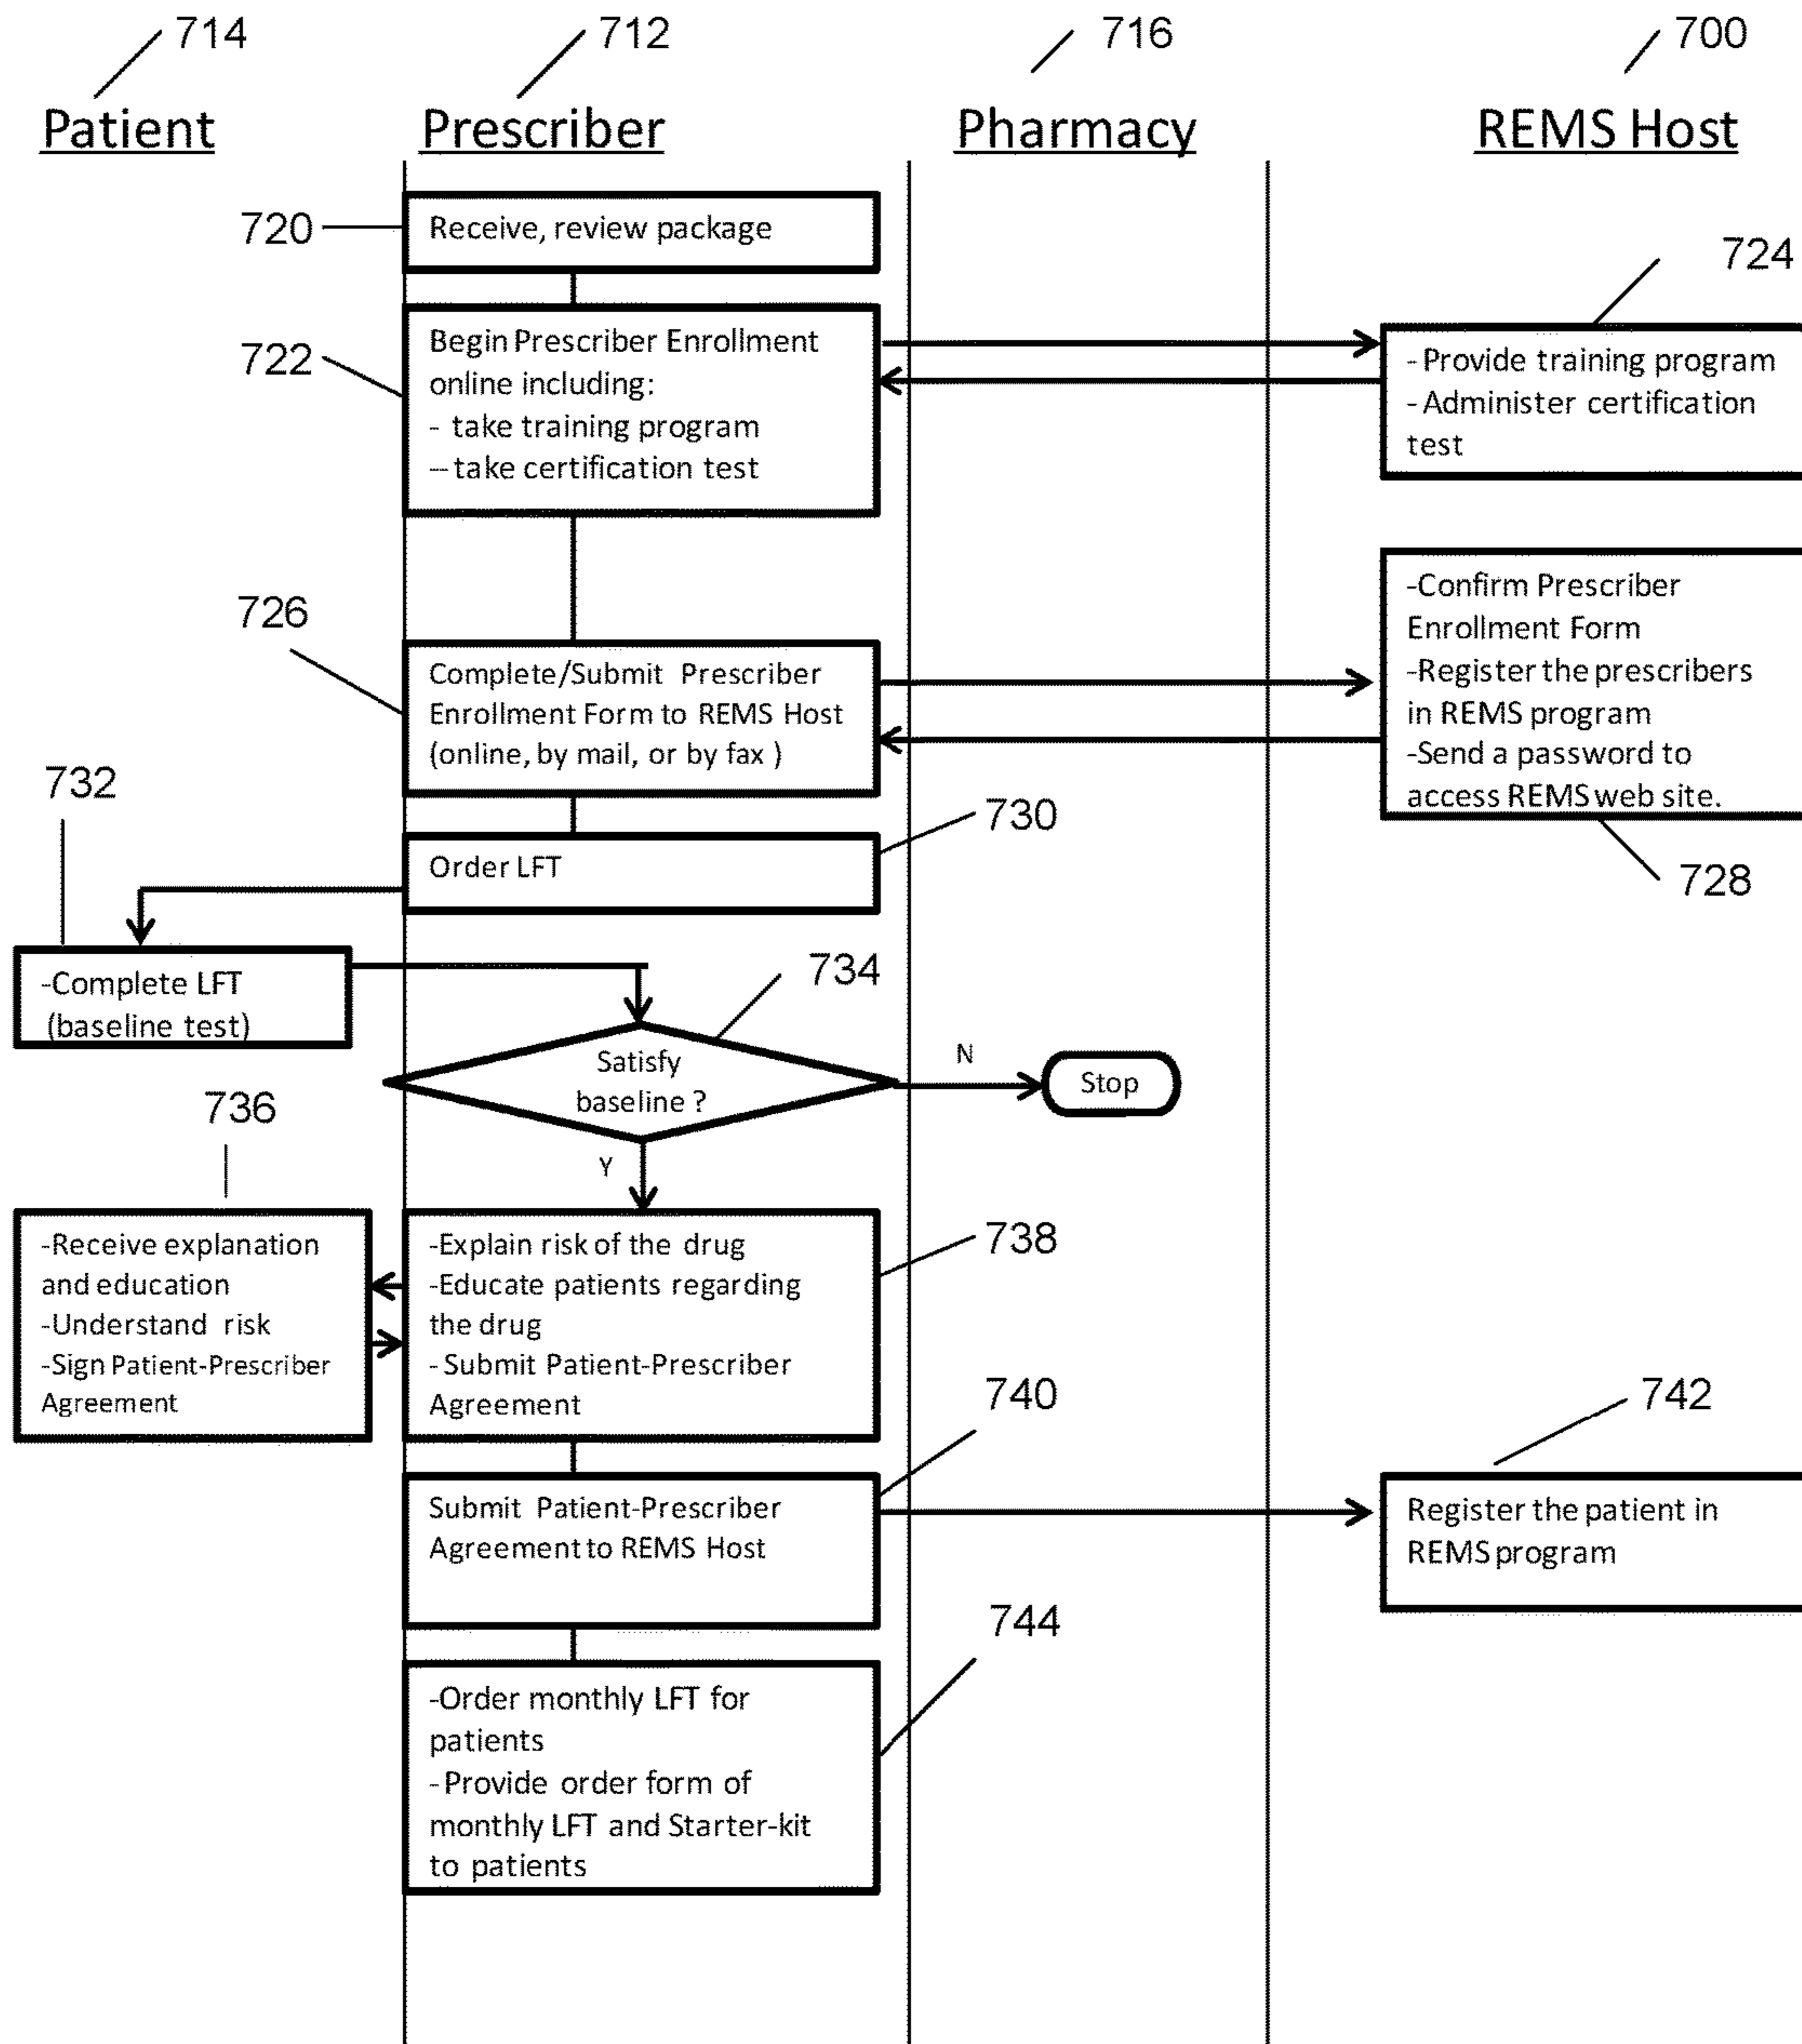 714
712
716
700
Patient
Prescriber
Pharmacy
REMS Host
720
Receive, review package
724
722
Begin Prescriber Enrollment
online including:
- take training program
– take certification test
- Provide training program
- Administer certification
test
726
Complete/Submit Prescriber
Enrollment Form to REMS Host
(online, by mail, or by fax )
-Confirm Prescriber
Enrollment Form
-Register the prescribers
in REMS program
-Send a password to
access REMS web site.
728
732
730
Order LFT
-Complete LFT
(baseline test)
734
Satisfy
baseline ?
N
Stop
Y
736
-Receive explanation
and education
-Understand risk
-Sign Patient-Prescriber
Agreement
738
-Explain risk of the drug
-Educate patients regarding
the drug
- Submit Patient-Prescriber
Agreement
740
Submit Patient-Prescriber
Agreement to REMS Host
742
Register the patient in
REMS program
744
-Order monthly LFT for
patients
- Provide order form of
monthly LFT and Starter-kit
to patients